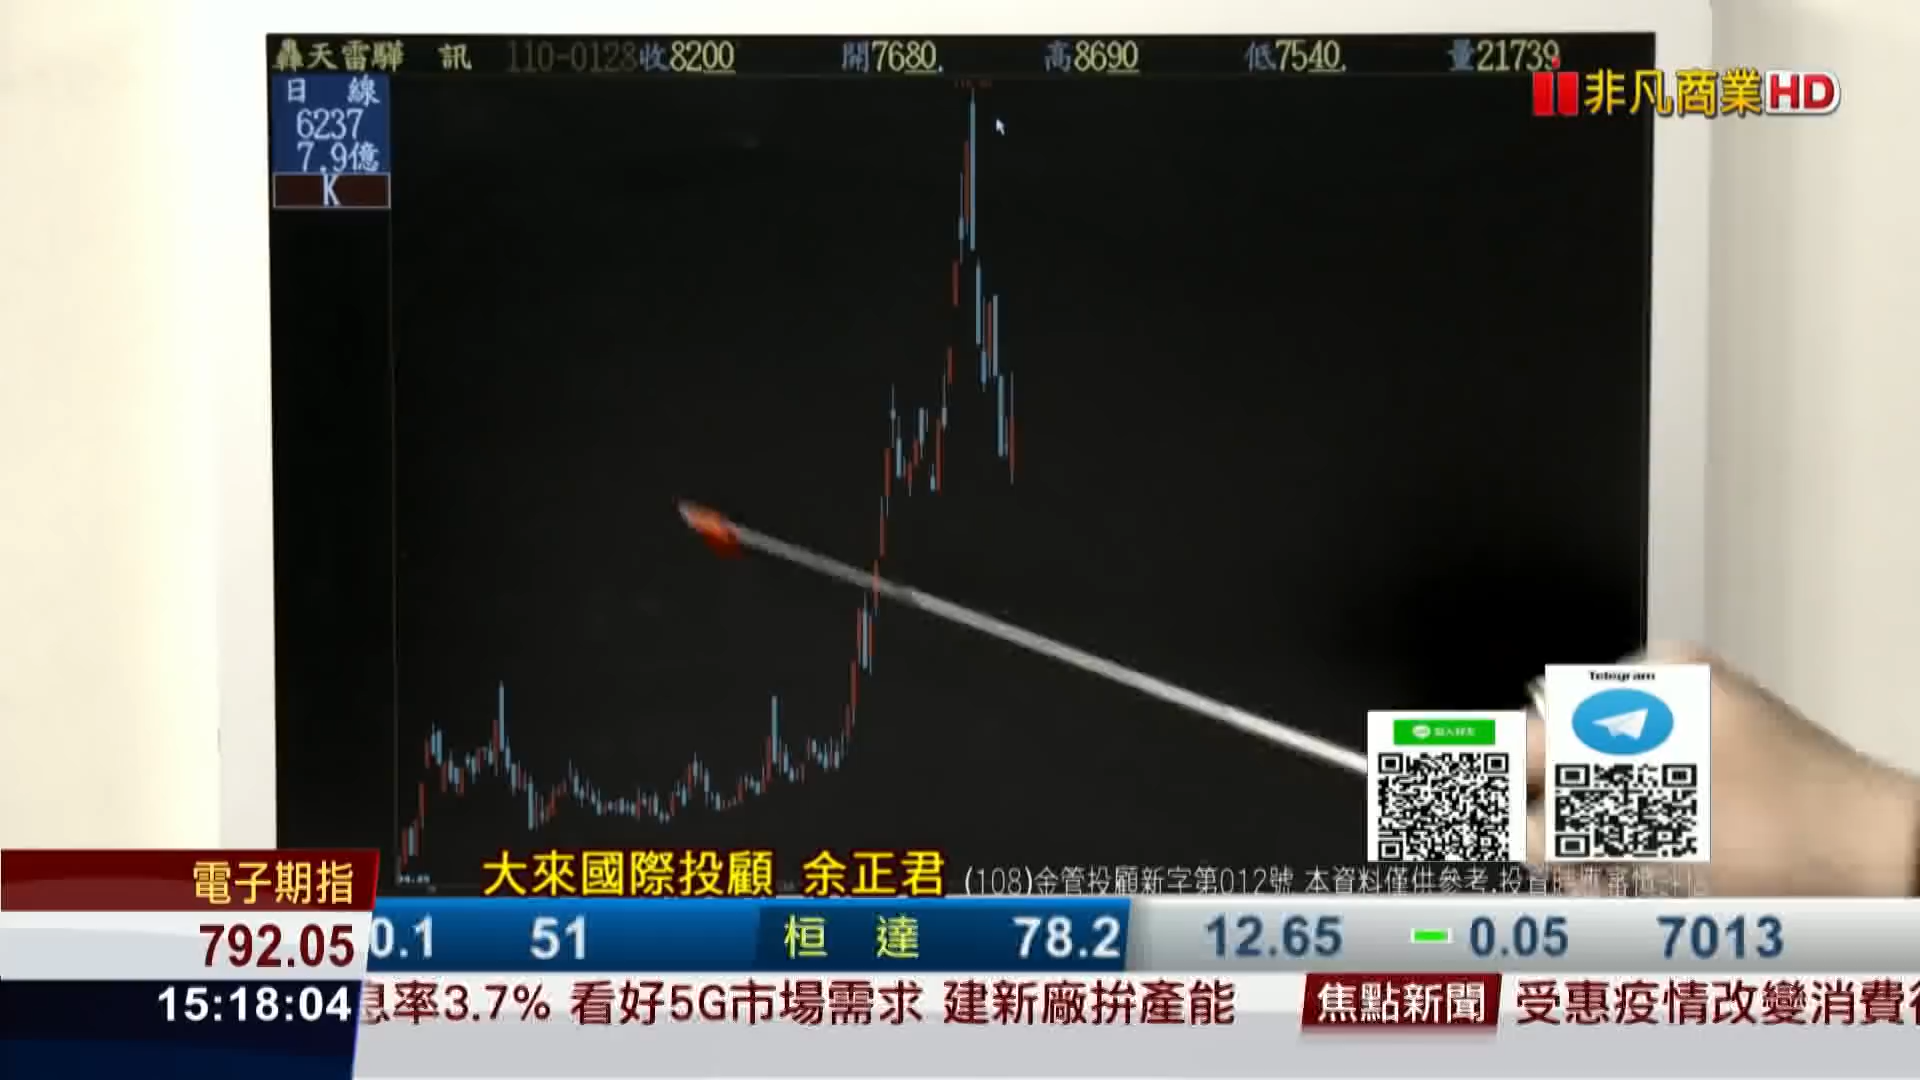 轟天雷驊 訊 110-0128收8200 開7680. 高8690 低7540. 量21739
非凡商業HD
日 線
6237
7.9億
K
Telegram
大來國際投顧 余正君 (108)金管投顧新字第012號 本資料僅供參考,投資
電子期指
792.05
0.1 51 桓達 78.2 12.65 0.05 7013
15:18:04
息率3.7% 看好5G市場需求 建新廠拚產能 焦點新聞 受惠疫情改變消費